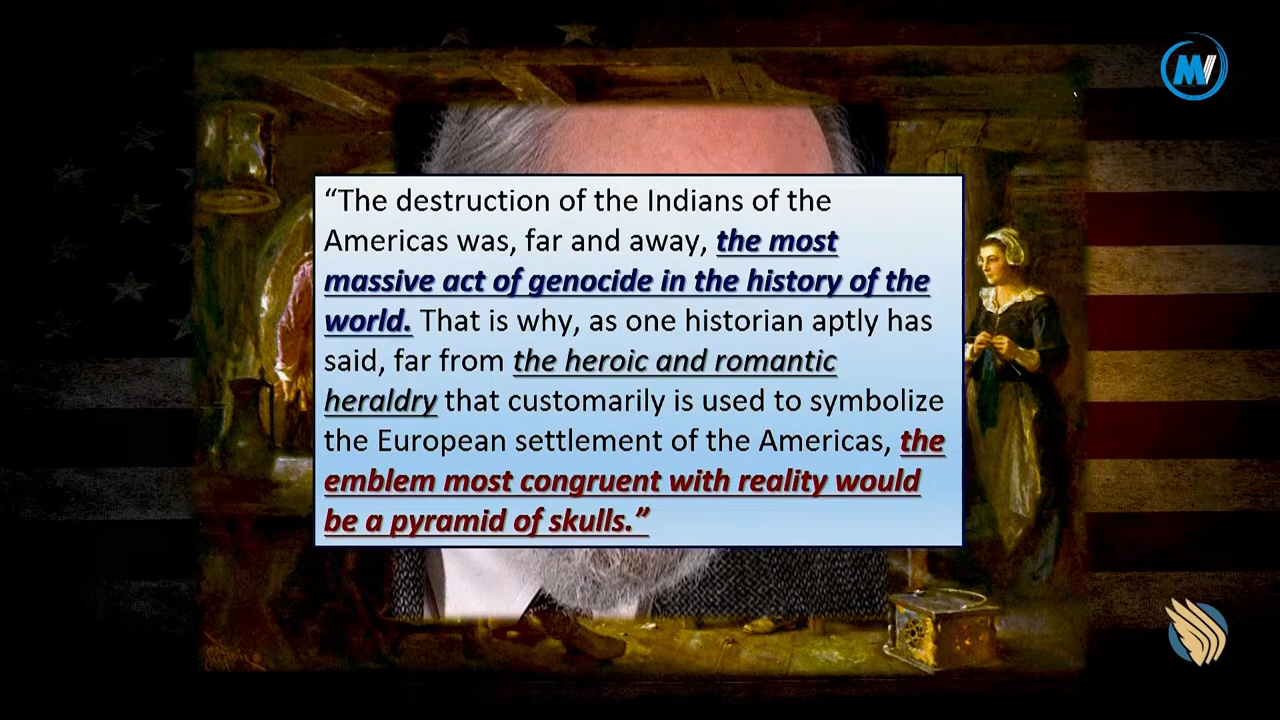 “The destruction of the Indians of the
Americas was, far and away, the most
massive act of genocide in the history of the
world. That is why, as one historian aptly has
said, far from the heroic and romantic
heraldry that customarily is used to symbolize
the European settlement of the Americas, the
emblem most congruent with reality would
be a pyramid of skulls.”